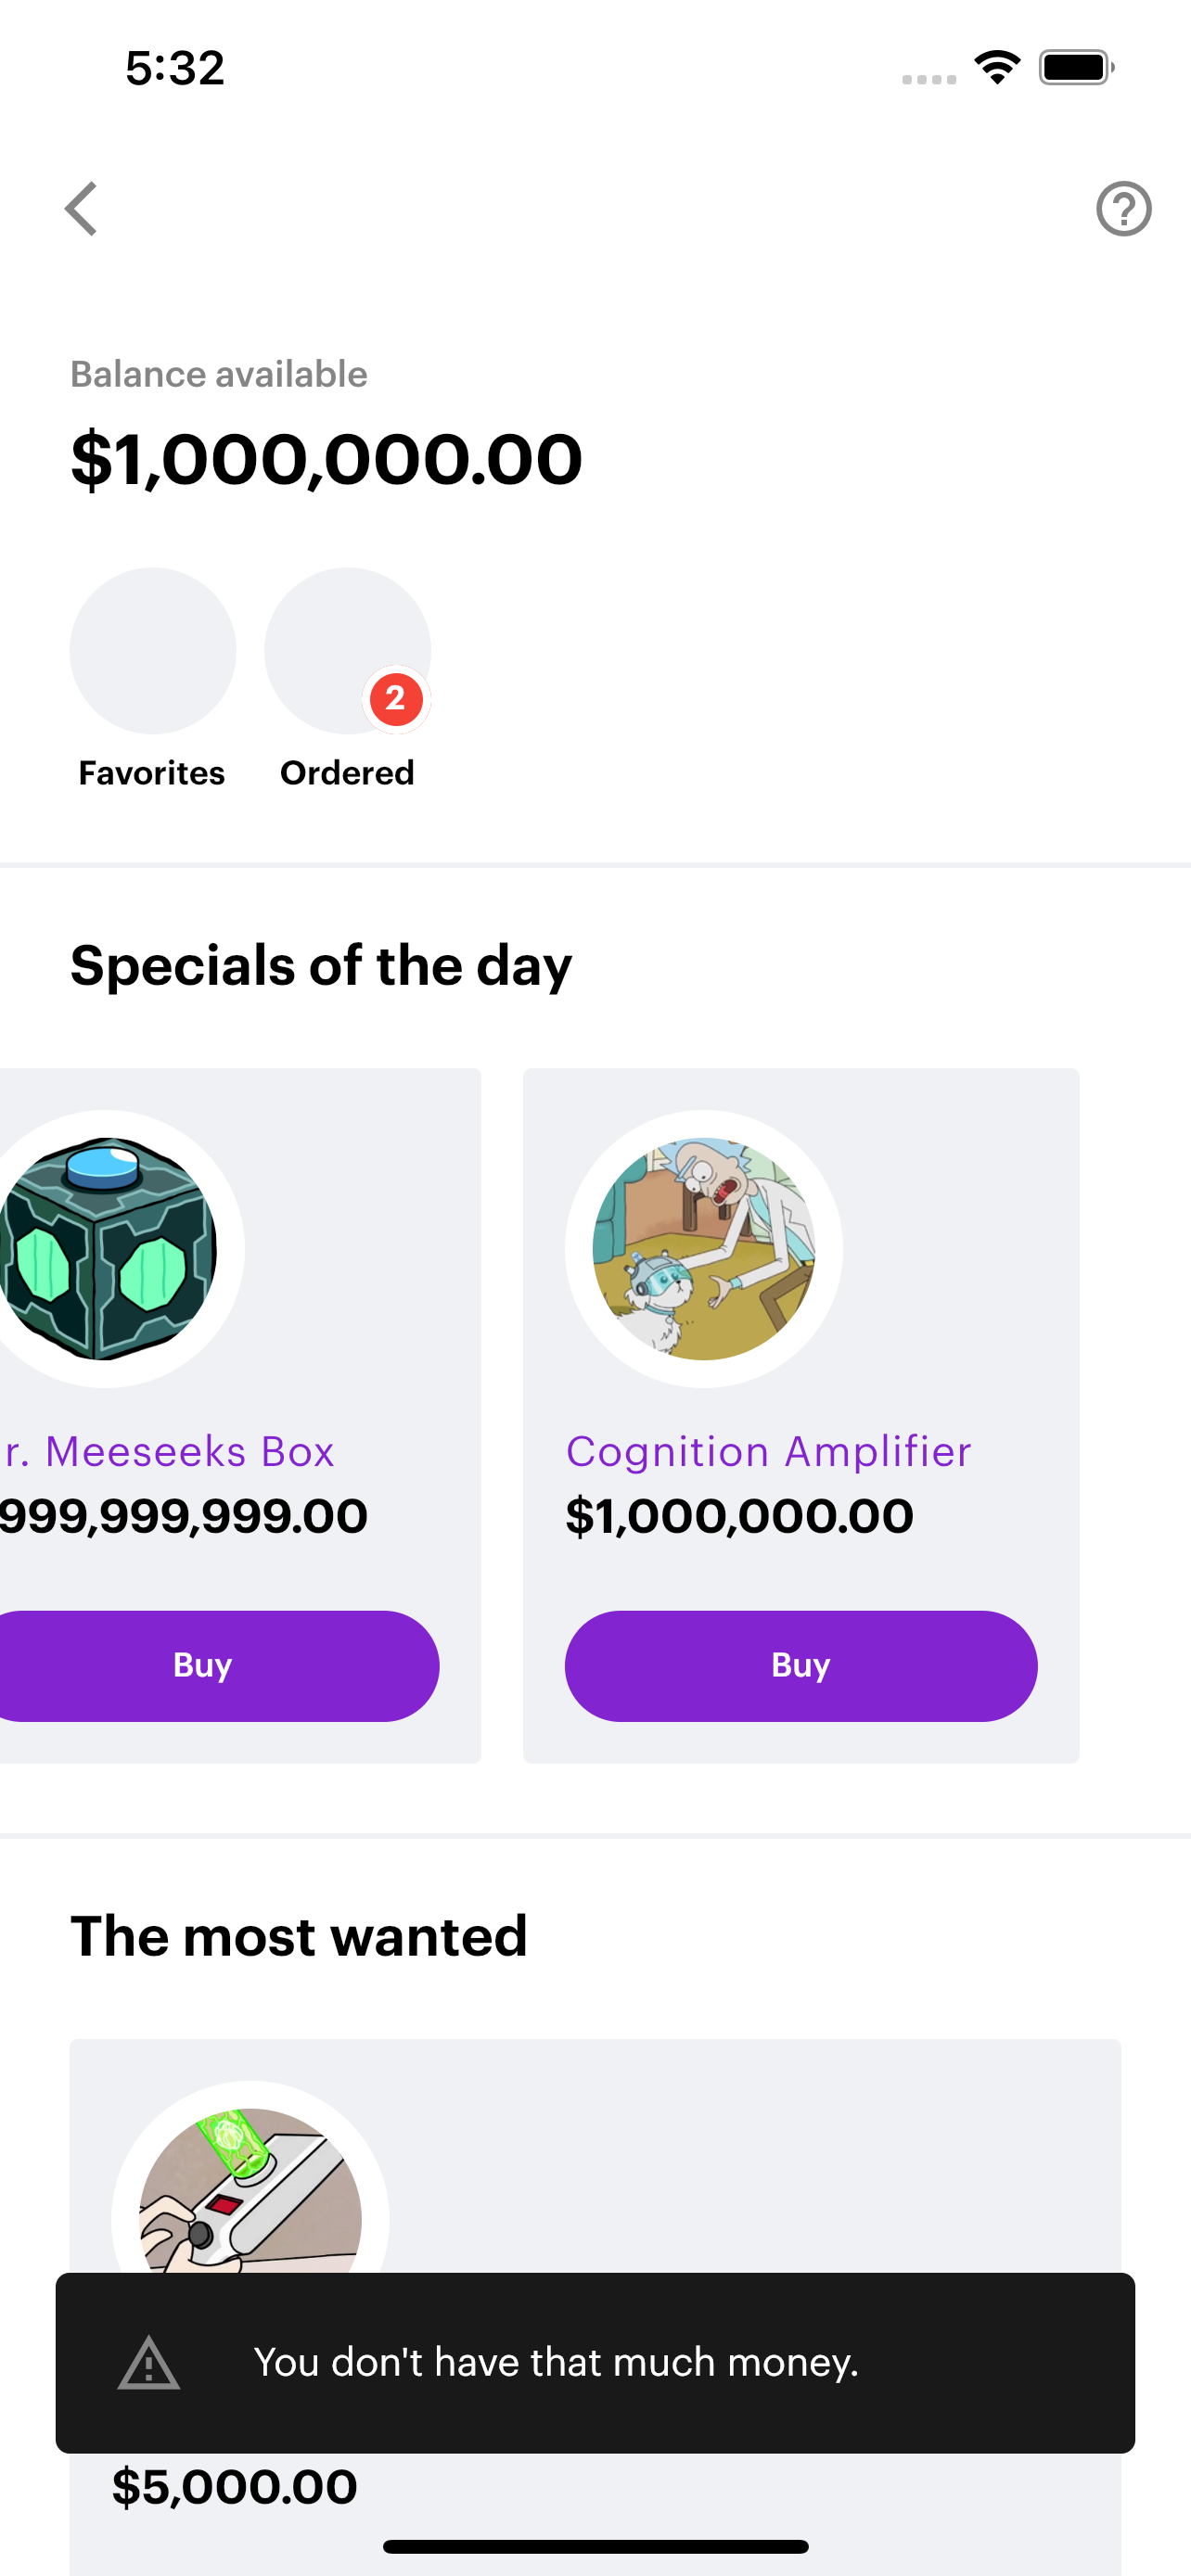 5:32
Balance available
$1,000,000.00
2
Favorites
Ordered
Specials of the day
r. Meeseeks Box
Cognition Amplifier
999,999,999.00
$1,000,000.00
Buy
Buy
The most wanted
You don't have that much money.
$5,000.00